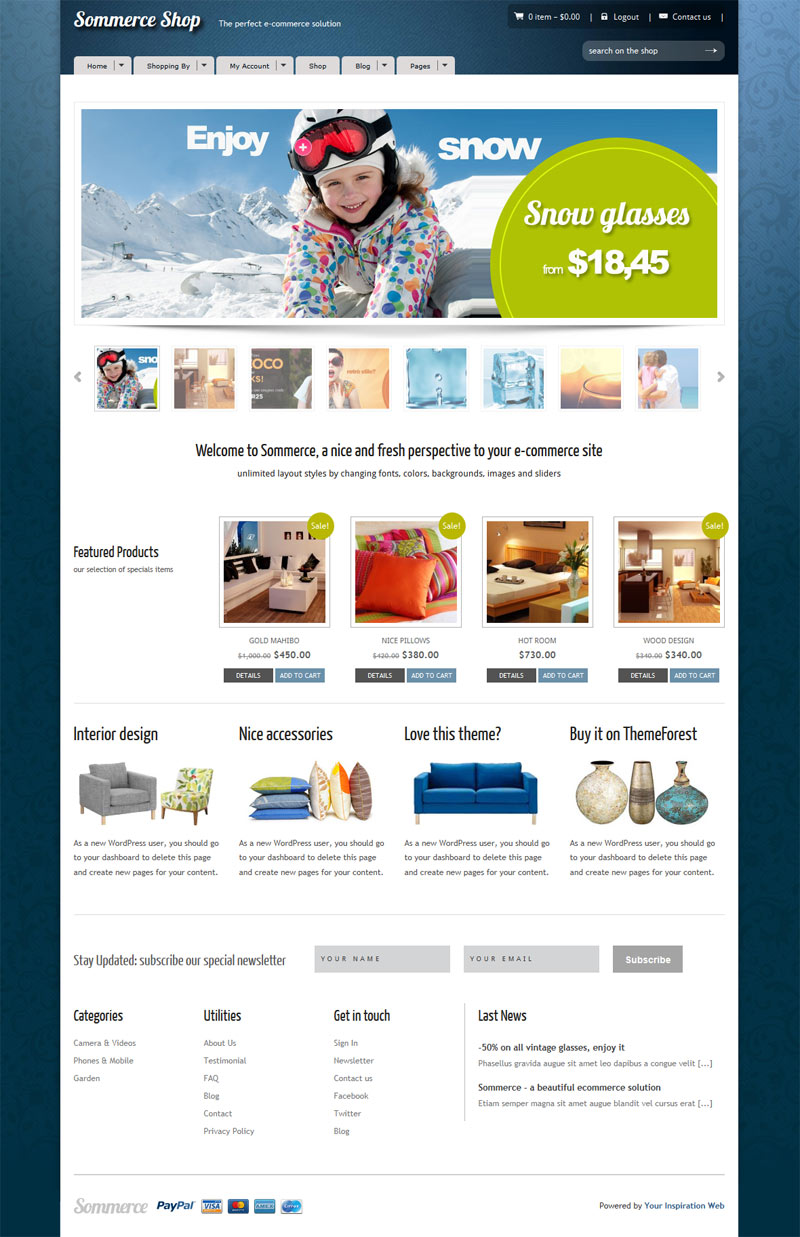 Sommerce Shop
The perfect e-commerce solution
0 item – $0.00 | Logout | Contact us |
search on the shop
Home Shopping By My Account Shop Blog Pages
Enjoy snow
Snow glasses
from $18,45
Welcome to Sommerce, a nice and fresh perspective to your e-commerce site
unlimited layout styles by changing fonts, colors, backgrounds, images and sliders
Featured Products
our selection of specials items
Sale! Sale! Sale!
GOLD MAHIBO NICE PILLOWS HOT ROOM WOOD DESIGN
$1,000.00 $450.00 $420.00 $380.00 $730.00 $340.00 $340.00
DETAILS ADD TO CART DETAILS ADD TO CART DETAILS ADD TO CART DETAILS ADD TO CART
Interior design
As a new WordPress user, you should go
to your dashboard to delete this page
and create new pages for your content.
Nice accessories
As a new WordPress user, you should go
to your dashboard to delete this page
and create new pages for your content.
Love this theme?
As a new WordPress user, you should go
to your dashboard to delete this page
and create new pages for your content.
Buy it on ThemeForest
As a new WordPress user, you should go
to your dashboard to delete this page
and create new pages for your content.
Stay Updated: subscribe our special newsletter
YOUR NAME
YOUR EMAIL
Subscribe
Categories
Camera & Videos
Phones & Mobile
Garden
Utilities
About Us
Testimonial
FAQ
Blog
Contact
Privacy Policy
Get in touch
Sign In
Newsletter
Contact us
Facebook
Twitter
Blog
Last News
-50% on all vintage glasses, enjoy it
Phasellus gravida augue sit amet leo dapibus a congue velit [...]
Sommerce - a beautiful ecommerce solution
Etiam semper magna sit amet augue blandit vel cursus erat [...]
Sommerce PayPal VISA
Powered by Your Inspiration Web